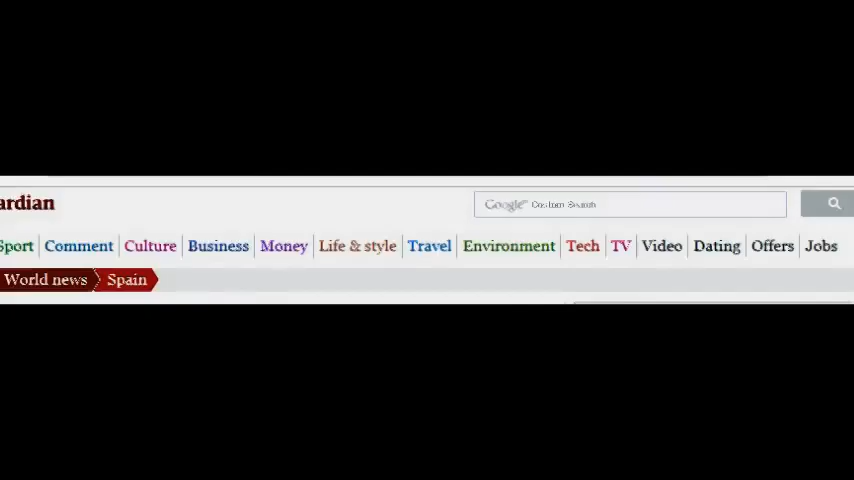 ardian
Google Custom Search
Sport Comment Culture Business Money Life & style Travel Environment Tech TV Video Dating Offers Jobs
World news Spain